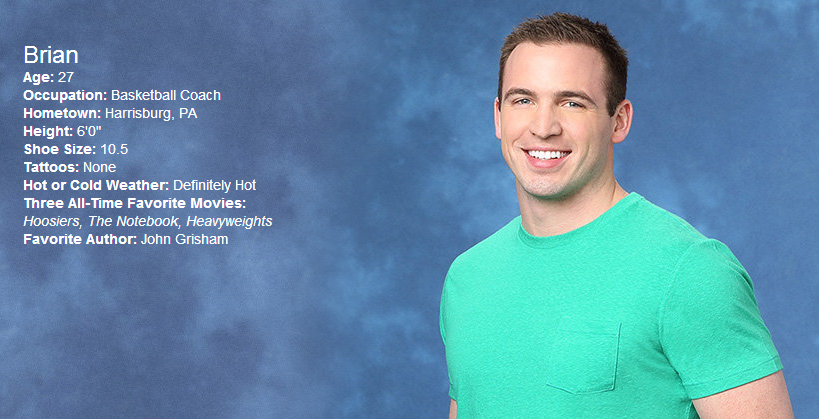 Brian
Age: 27
Occupation: Basketball Coach
Hometown: Harrisburg, PA
Height: 6'0"
Shoe Size: 10.5
Tattoos: None
Hot or Cold Weather: Definitely Hot
Three All-Time Favorite Movies:
Hoosiers, The Notebook, Heavyweights
Favorite Author: John Grisham